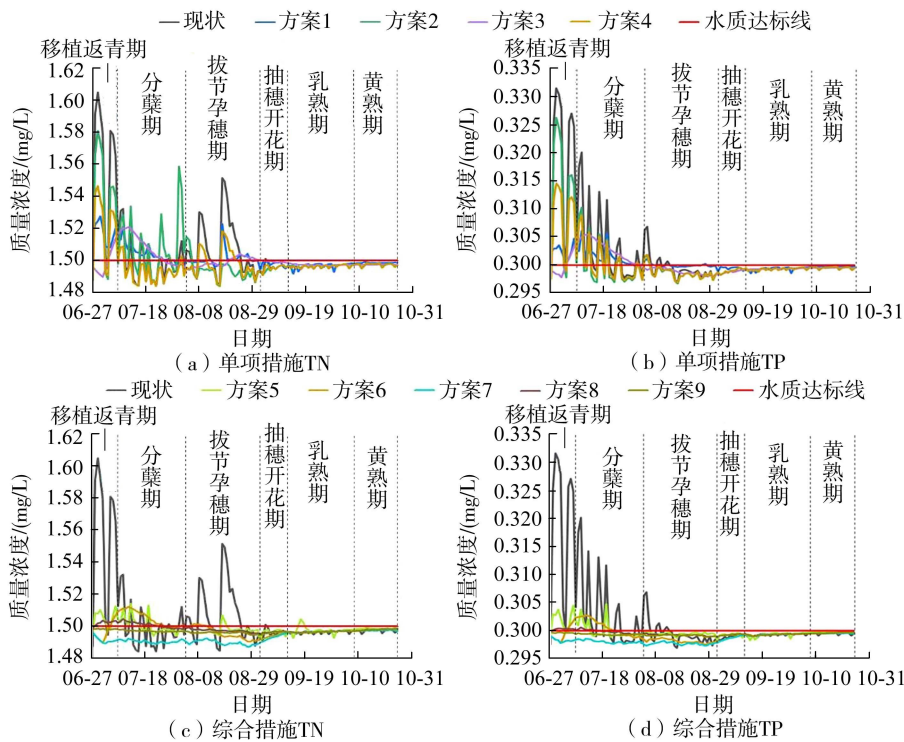 现状 方案1 方案2 方案3 方案4 水质达标线
移植返青期
1.62
1.60
1.58
1.56
1.54
1.52
1.50
1.48
质量浓度/(mg/L)
分蘖期
拔节孕穗期
抽穗开花期
乳熟期
黄熟期
06-27 07-18 08-08 08-29 09-19 10-10 10-31
日期
(a)单项措施TN
移植返青期
0.335
0.330
0.325
0.320
0.315
0.310
0.305
0.300
0.295
质量浓度/(mg/L)
分蘖期
拔节孕穗期
抽穗开花期
乳熟期
黄熟期
06-27 07-18 08-08 08-29 09-19 10-10 10-31
日期
(b)单项措施TP
现状 方案5 方案6 方案7 方案8 方案9 水质达标线
移植返青期
1.62
1.60
1.58
1.56
1.54
1.52
1.50
1.48
质量浓度/(mg/L)
分蘖期
拔节孕穗期
抽穗开花期
乳熟期
黄熟期
06-27 07-18 08-08 08-29 09-19 10-10 10-31
日期
(c)综合措施TN
移植返青期
0.335
0.330
0.325
0.320
0.315
0.310
0.305
0.300
0.295
质量浓度/(mg/L)
分蘖期
拔节孕穗期
抽穗开花期
乳熟期
黄熟期
06-27 07-18 08-08 08-29 09-19 10-10 10-31
日期
(d)综合措施TP